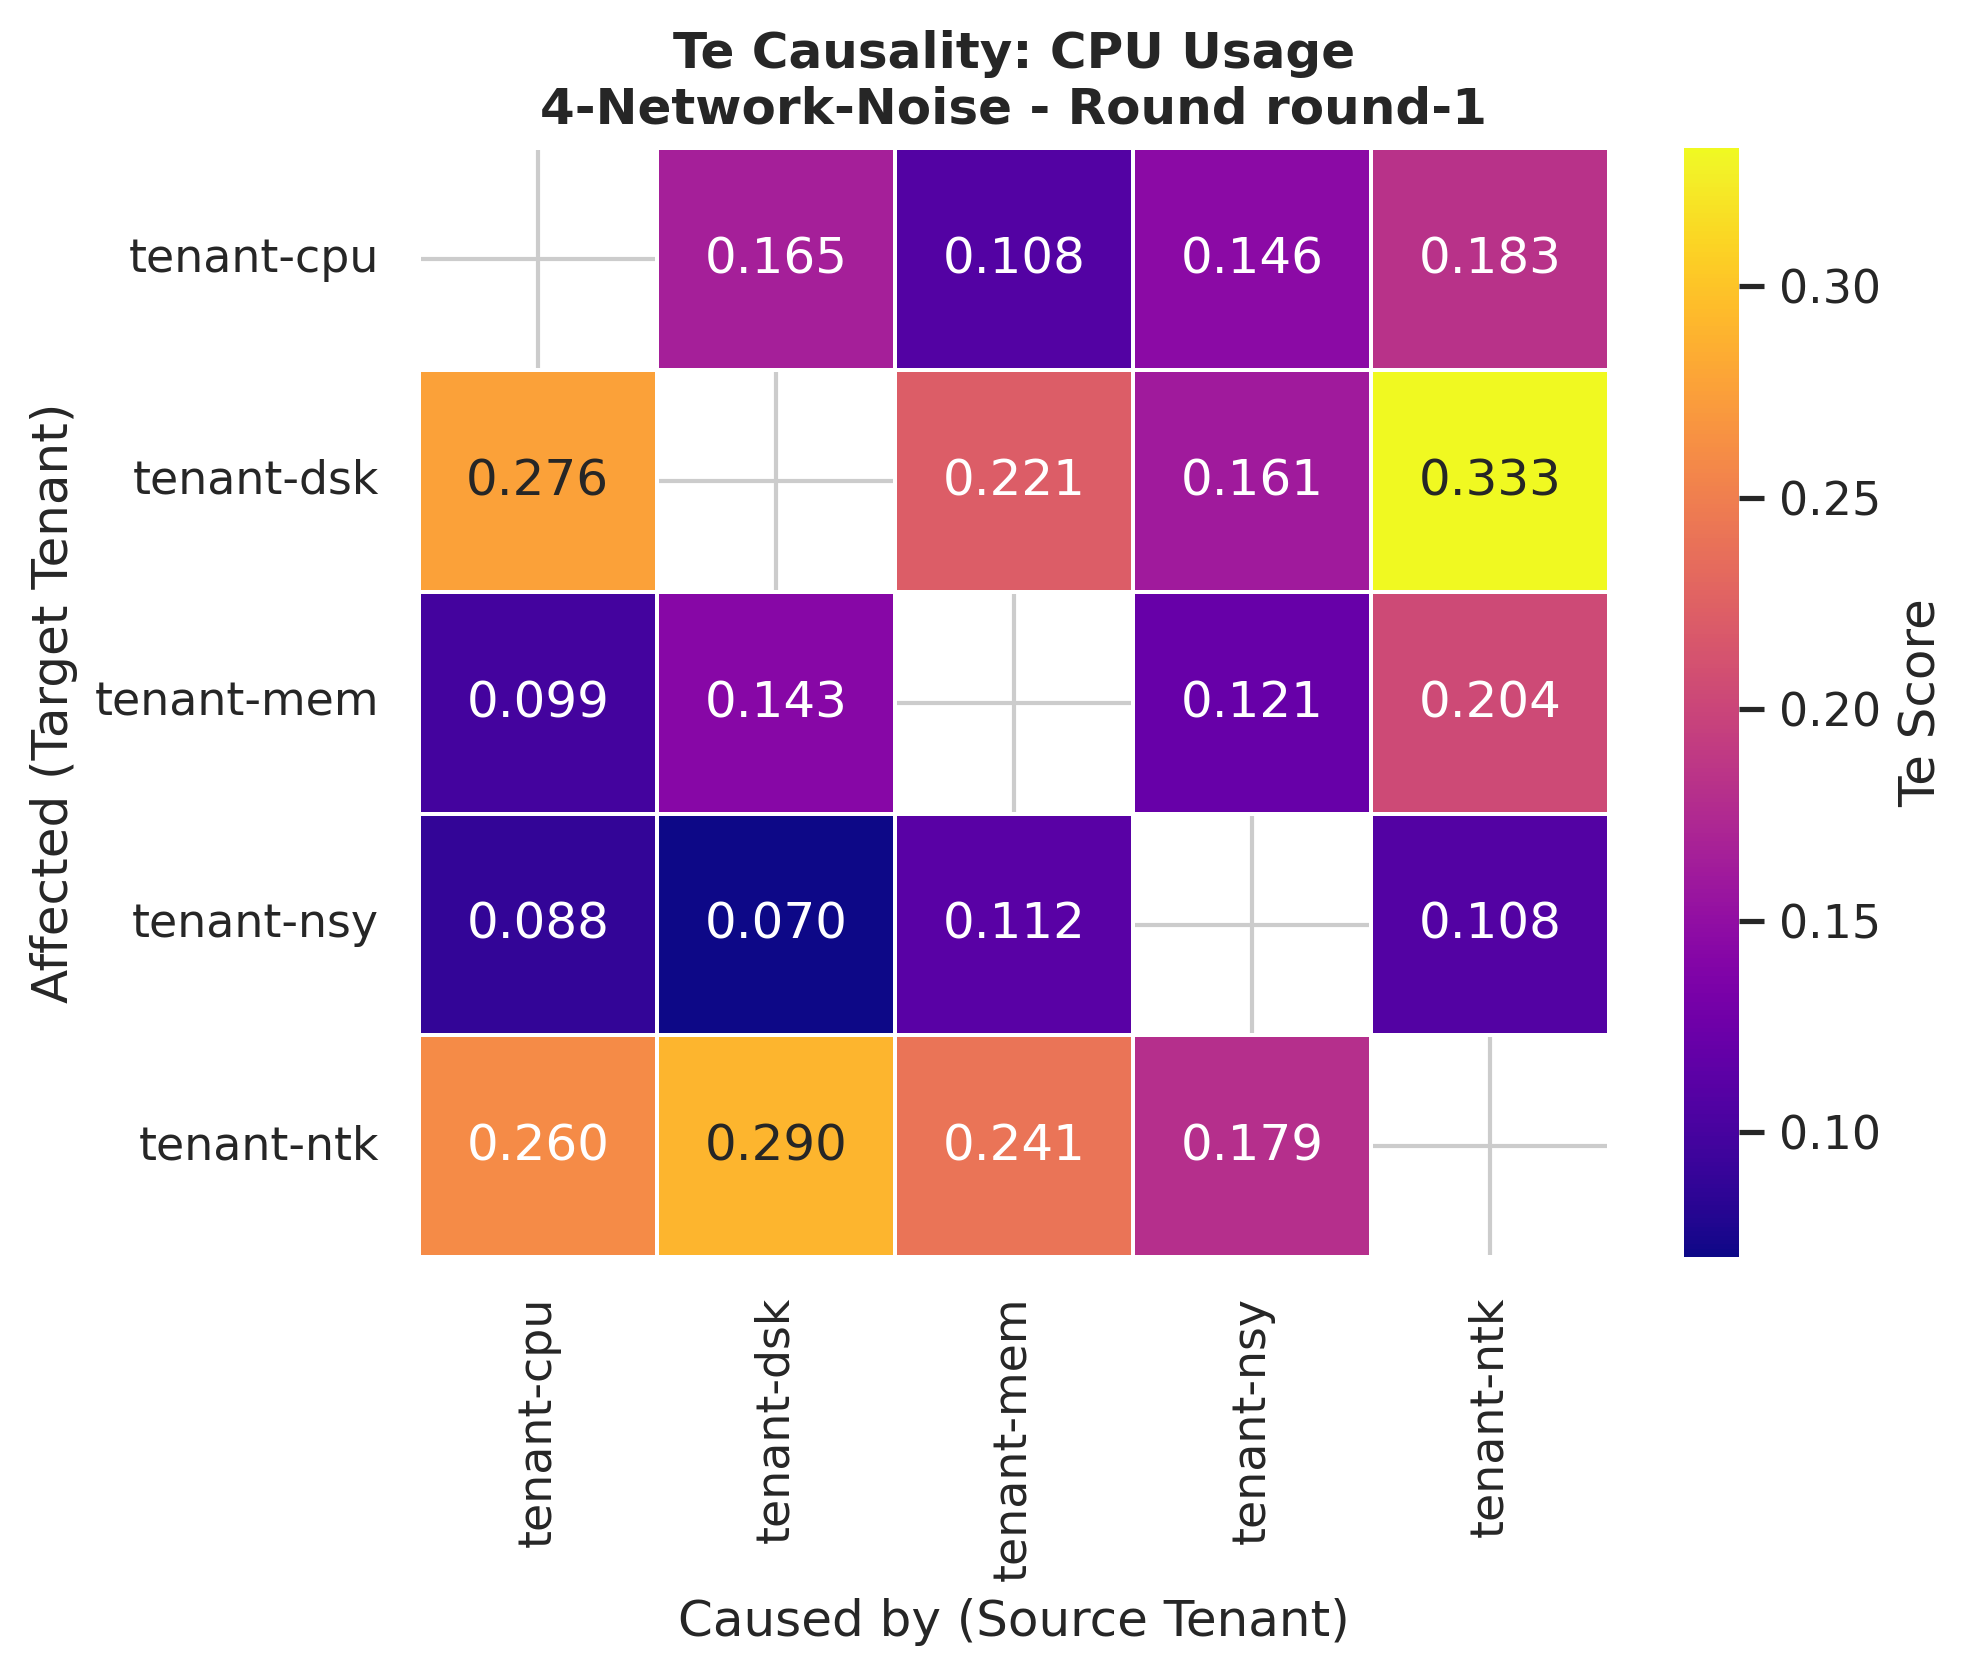 Te Causality: CPU Usage
4-Network-Noise - Round round-1
Affected (Target Tenant)
tenant-cpu 0.165 0.108 0.146 0.183
tenant-dsk 0.276 0.221 0.161 0.333
tenant-mem 0.099 0.143 0.121 0.204
tenant-nsy 0.088 0.070 0.112 0.108
tenant-ntk 0.260 0.290 0.241 0.179
tenant-cpu
tenant-dsk
tenant-mem
tenant-nsy
tenant-ntk
Caused by (Source Tenant)
0.30
0.25
0.20
0.15
0.10
Te Score